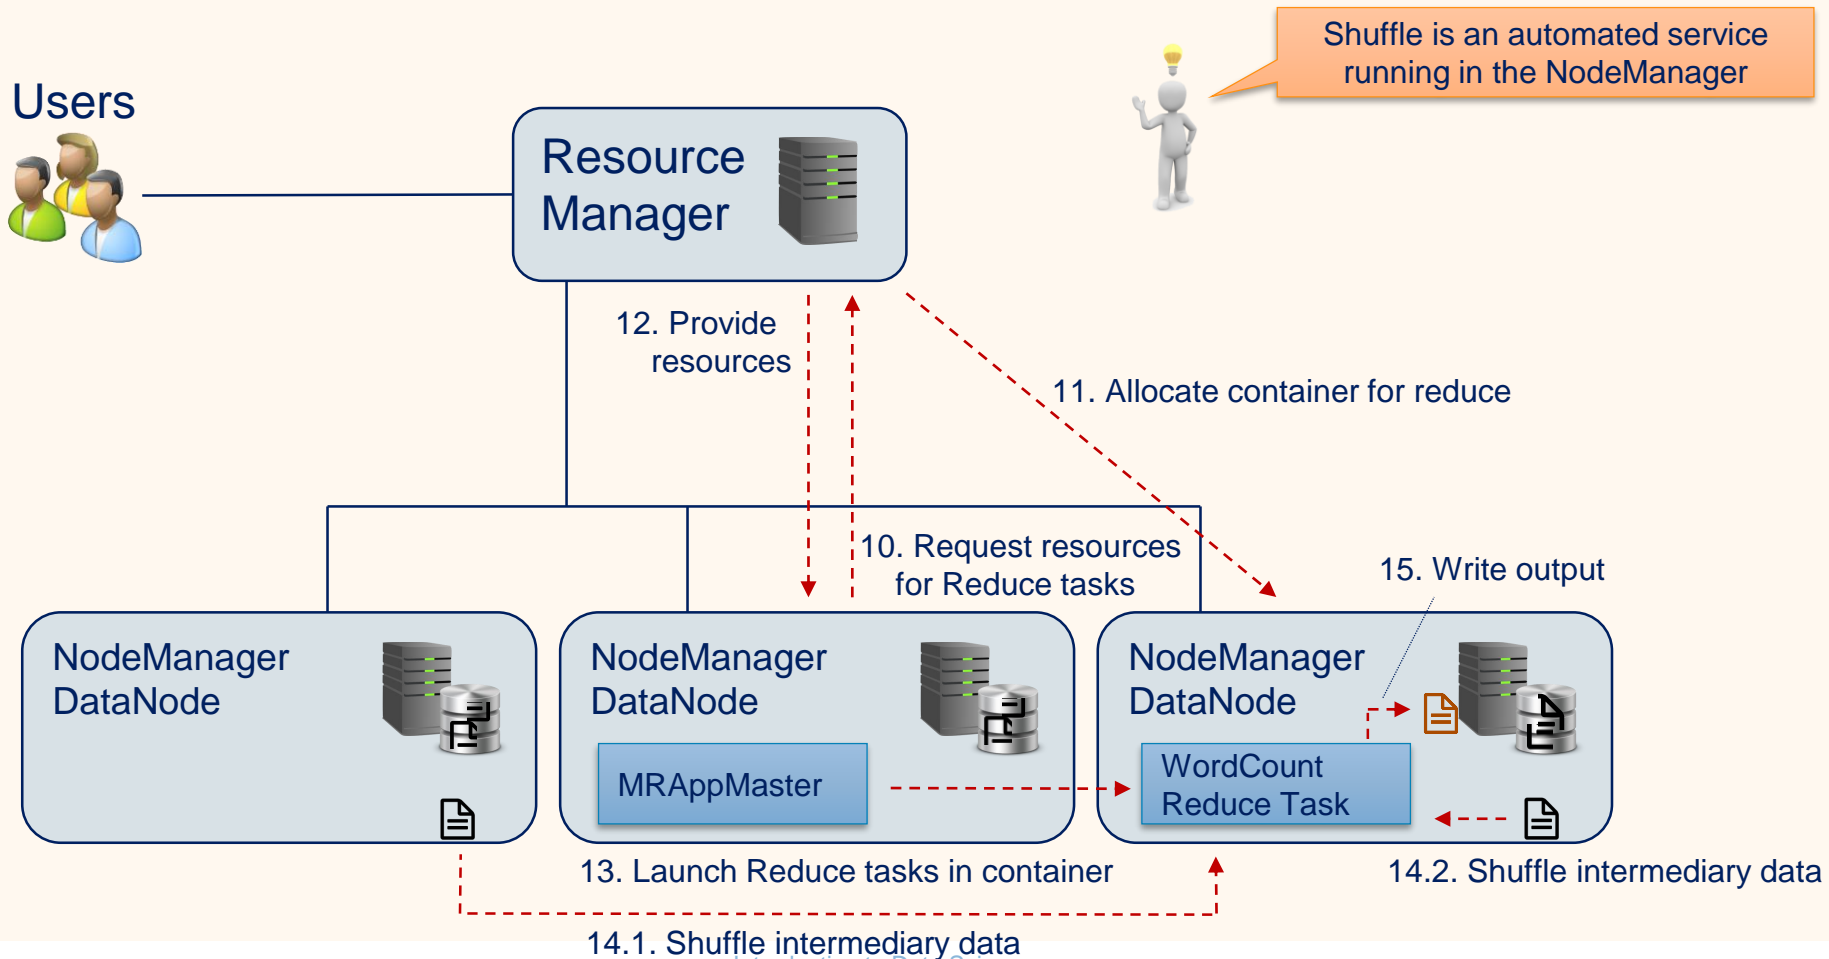 Shuffle is an automated service
running in the NodeManager
Users
Resource
Manager
12. Provide
resources
11. Allocate container for reduce
10. Request resources
for Reduce tasks
15. Write output
NodeManager
DataNode
NodeManager
DataNode
MRAppMaster
NodeManager
DataNode
WordCount
Reduce Task
13. Launch Reduce tasks in container
14.2. Shuffle intermediary data
14.1. Shuffle intermediary data